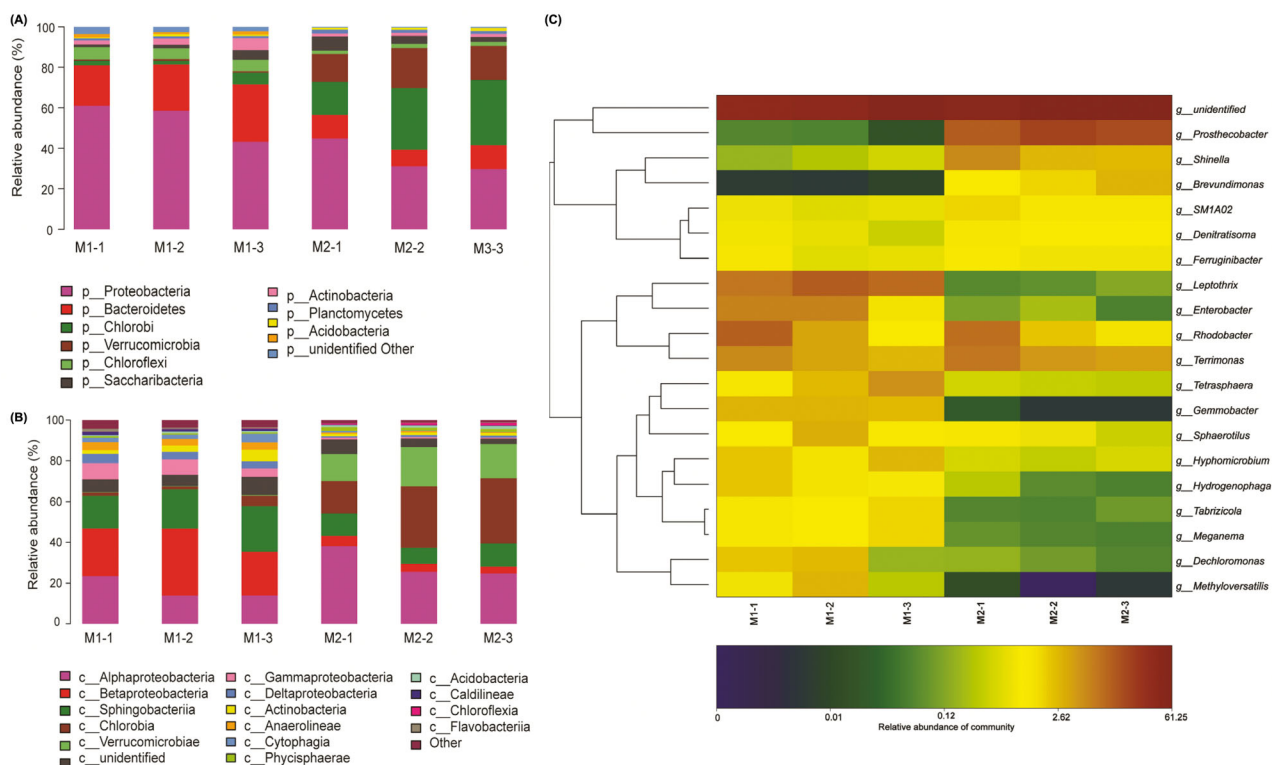 (A)
Relative abundance (%)
100
80
60
40
20
0
M1-1 M1-2 M1-3 M2-1 M2-2 M3-3
p__Proteobacteria
p__Bacteroidetes
p__Chlorobi
p__Verrucomicrobia
p__Chloroflexi
p__Saccharibacteria
p__Actinobacteria
p__Planctomycetes
p__Acidobacteria
p__unidentified Other
(B)
Relative abundance (%)
100
80
60
40
20
0
M1-1 M1-2 M1-3 M2-1 M2-2 M2-3
c__Alphaproteobacteria
c__Betaproteobacteria
c__Sphingobacteriia
c__Chlorobia
c__Verrucomicrobiae
c__unidentified
c__Gammaproteobacteria
c__Deltaproteobacteria
c__Actinobacteria
c__Anaerolineae
c__Cytophagia
c__Phycisphaerae
c__Acidobacteria
c__Caldilineae
c__Chloroflexia
c__Flavobacteriia
Other
(C)
g__unidentified
g__Prosthecobacter
g__Shinella
g__Brevundimonas
g__SM1A02
g__Denitratisoma
g__Ferruginibacter
g__Leptothrix
g__Enterobacter
g__Rhodobacter
g__Terrimonas
g__Tetrasphaera
g__Gemmobacter
g__Sphaerotilus
g__Hyphomicrobium
g__Hydrogenophaga
g__Tabrizicola
g__Meganema
g__Dechloromonas
g__Methyloversatilis
M1-1 M1-2 M1-3 M2-1 M2-2 M2-3
0 0.01 0.12 2.62 61.25
Relative abundance of community